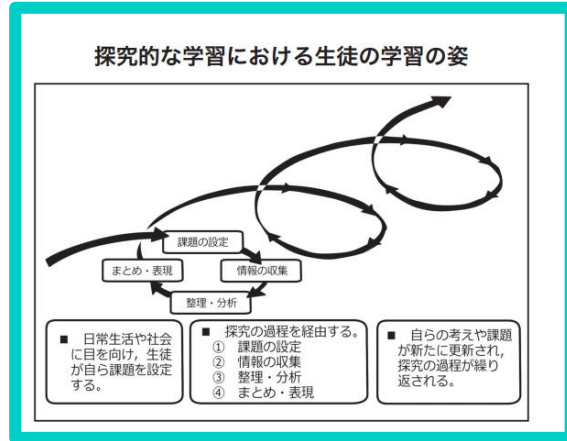 探究的な学習における生徒の学習の姿
課題の設定
まとめ・表現
情報の収集
整理・分析
■ 日常生活や社会
に目を向け，生徒
が自ら課題を設定
する。
■ 探究の過程を経由する。
① 課題の設定
② 情報の収集
③ 整理・分析
④ まとめ・表現
■ 自らの考えや課題
が新たに更新され，
探究の過程が繰り
返される。